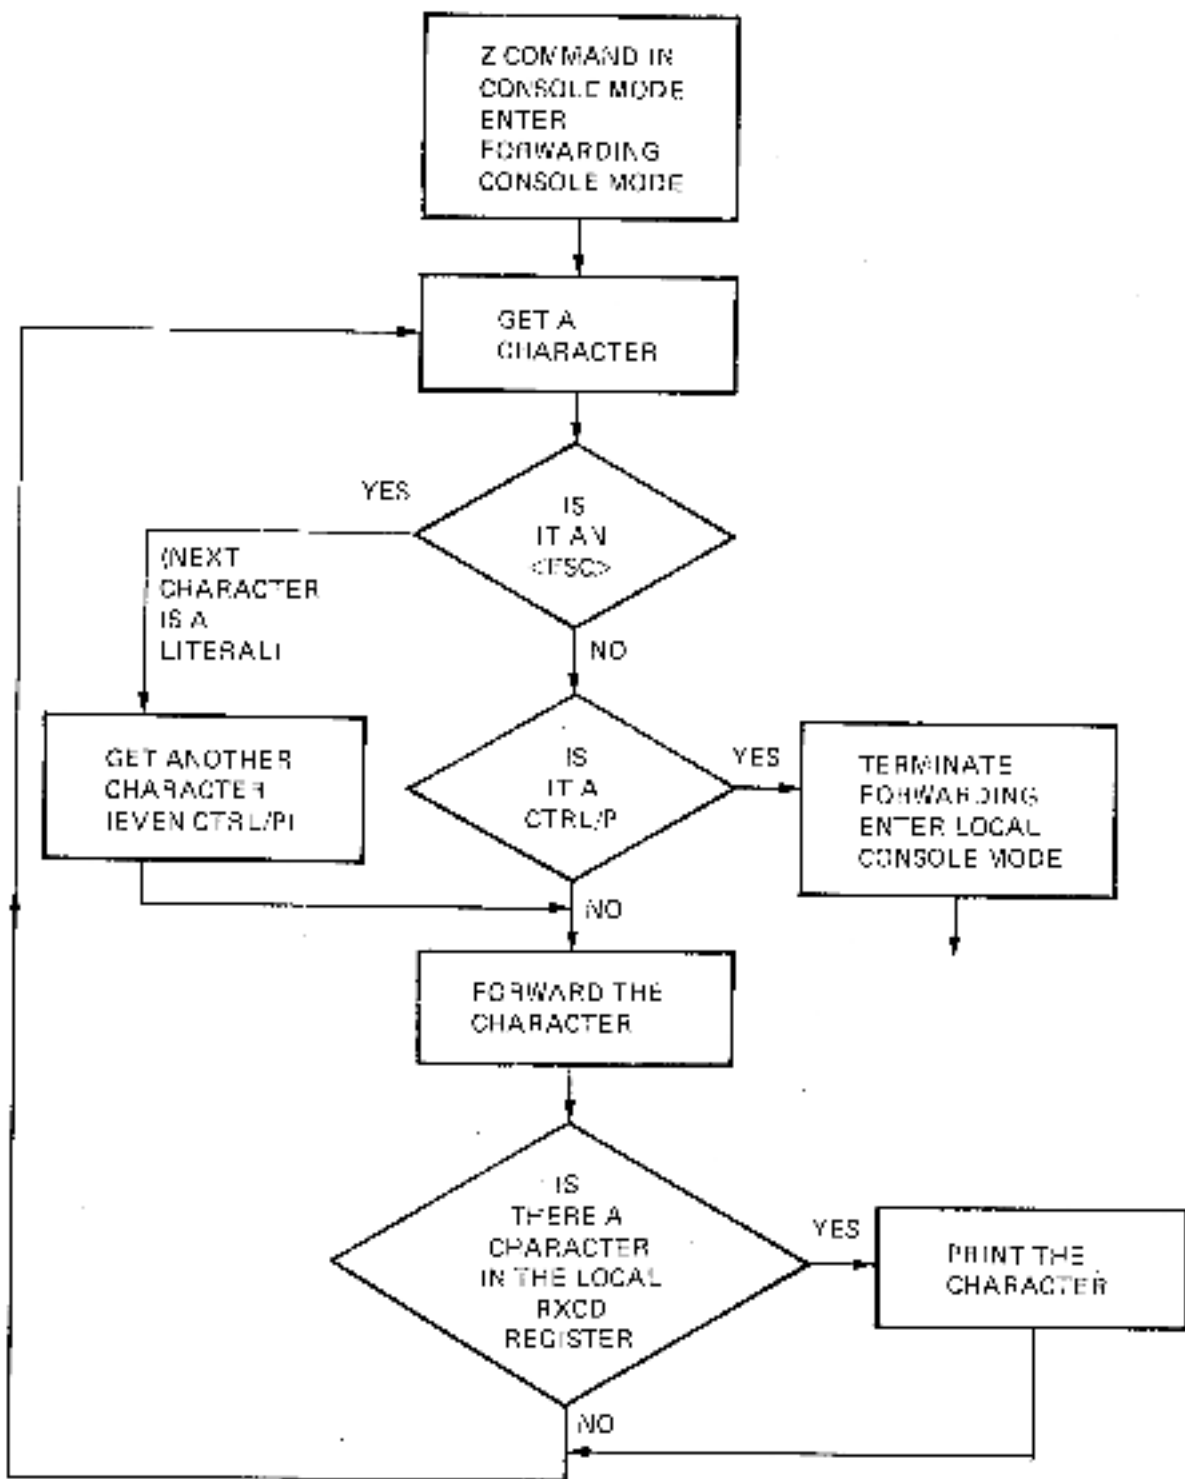 Z COMMAND IN
CONSOLE MODE
ENTER
FORWARDING
CONSOLE MODE
GET A
CHARACTER
YES
IS
IT AN
<ESC>
(NEXT
CHARACTER
IS A
LITERAL)
NO
GET ANOTHER
CHARACTER
(EVEN CTRL/P)
IS
IT A
CTRL/P
YES
TERMINATE
FORWARDING
ENTER LOCAL
CONSOLE MODE
NO
FORWARD THE
CHARACTER
IS
THERE A
CHARACTER
IN THE LOCAL
RXCD
REGISTER
YES
PRINT THE
CHARACTER
NO